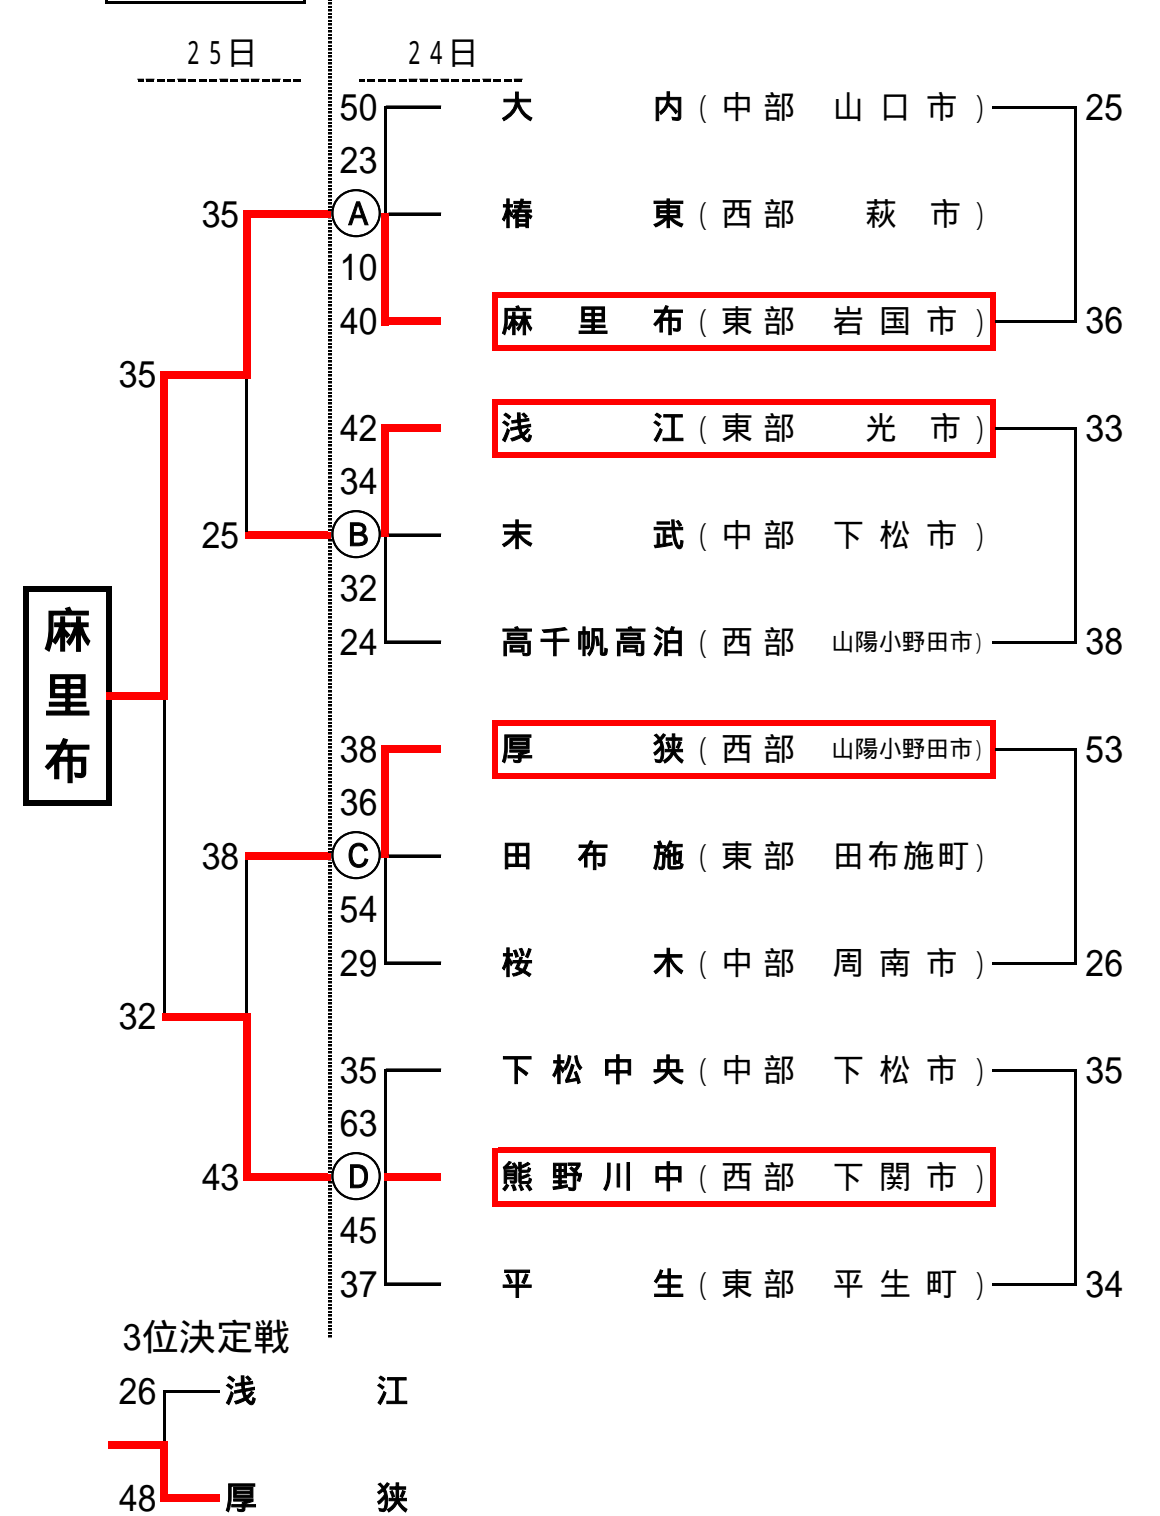 25日 24日
50 大内(中部 山口市) 25
23
35 A 椿東(西部 萩市)
10
40 麻里布(東部 岩国市) 36
35
42 浅江(東部 光市) 33
34
25 B 末武(中部 下松市)
32
24 高千帆高泊(西部 山陽小野田市) 38
麻里布
38 厚狭(西部 山陽小野田市) 53
36
38 C 田布施(東部 田布施町)
54
29 桜木(中部 周南市) 26
32
35 下松中央(中部 下松市) 35
63
43 D 熊野川中(西部 下関市)
45
37 平生(東部 平生町) 34
3位決定戦
26 浅江
48 厚狭